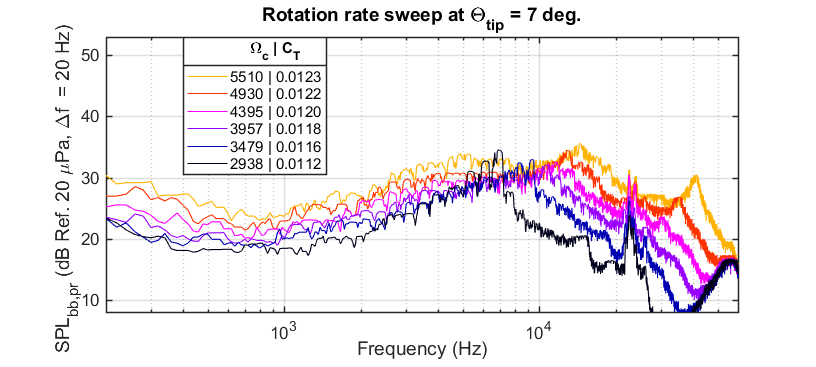 Rotation rate sweep at Θtip = 7 deg.
SPLbb,pr (dB Ref. 20 μPa, Δf = 20 Hz)
50
40
30
20
10
Ωc | CT
5510 | 0.0123
4930 | 0.0122
4395 | 0.0120
3957 | 0.0118
3479 | 0.0116
2938 | 0.0112
10³
10⁴
Frequency (Hz)